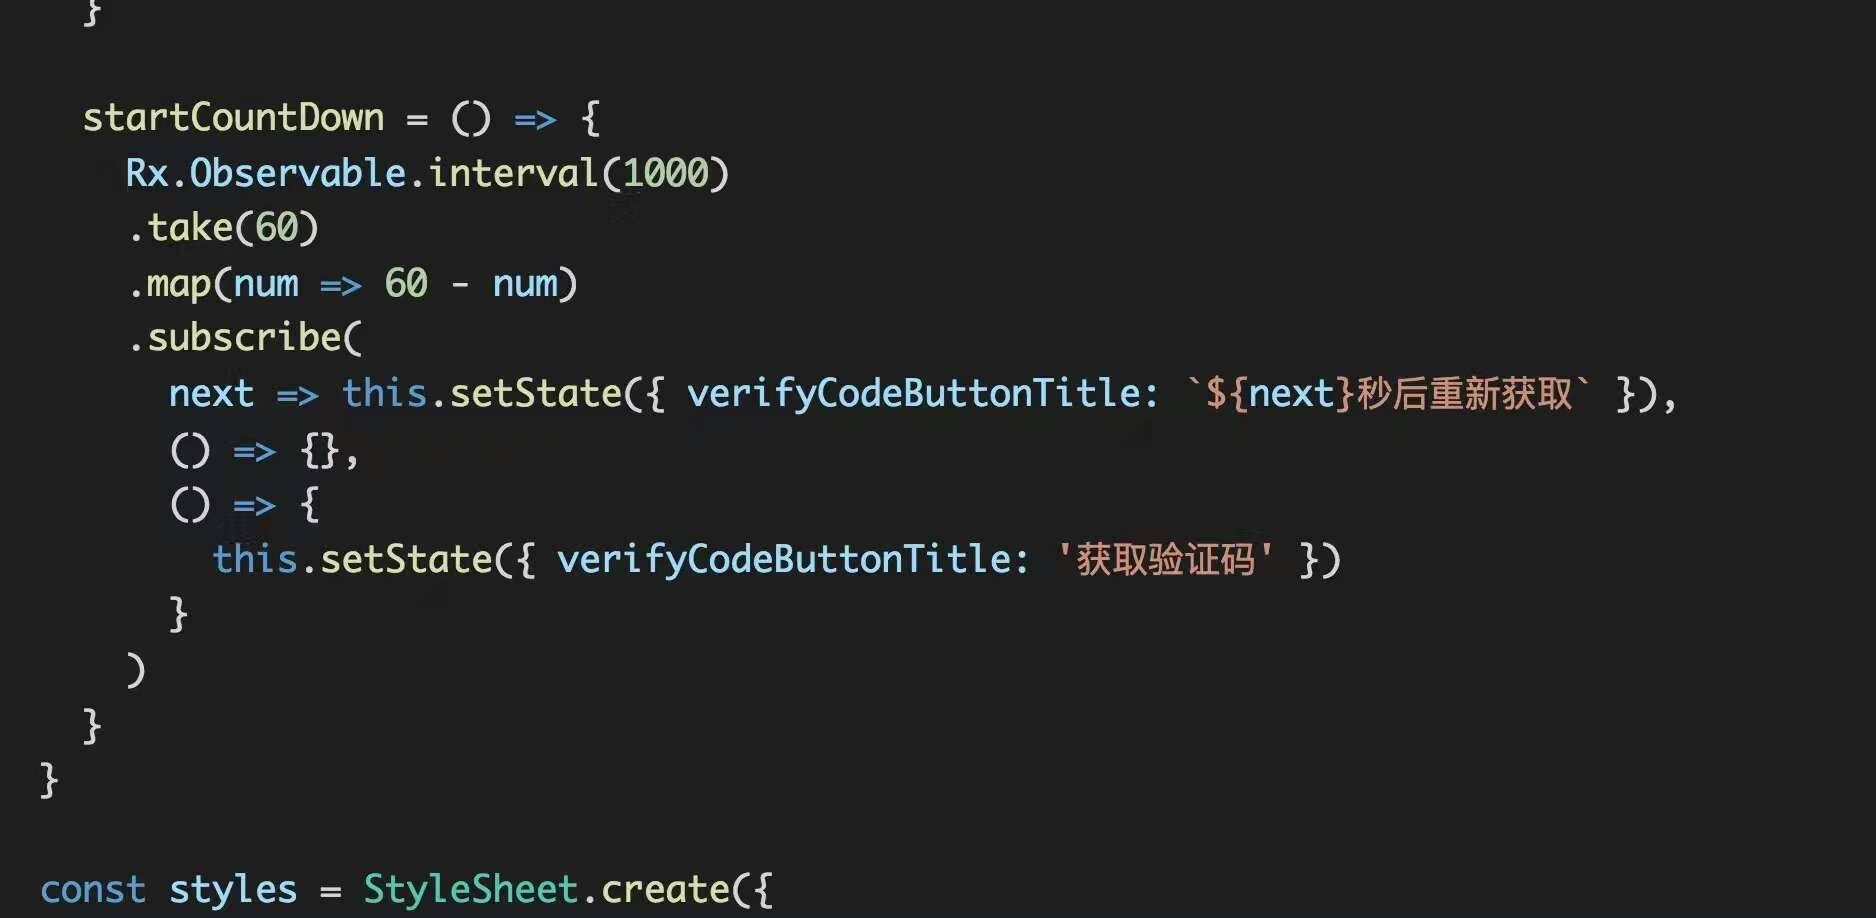 }
startCountDown = () => {
Rx.Observable.interval(1000)
.take(60)
.map(num => 60 - num)
.subscribe(
next => this.setState({ verifyCodeButtonTitle: `${next}秒后重新获取` }),
() => {},
() => {
this.setState({ verifyCodeButtonTitle: '获取验证码' })
}
)
}
}
const styles = StyleSheet.create({